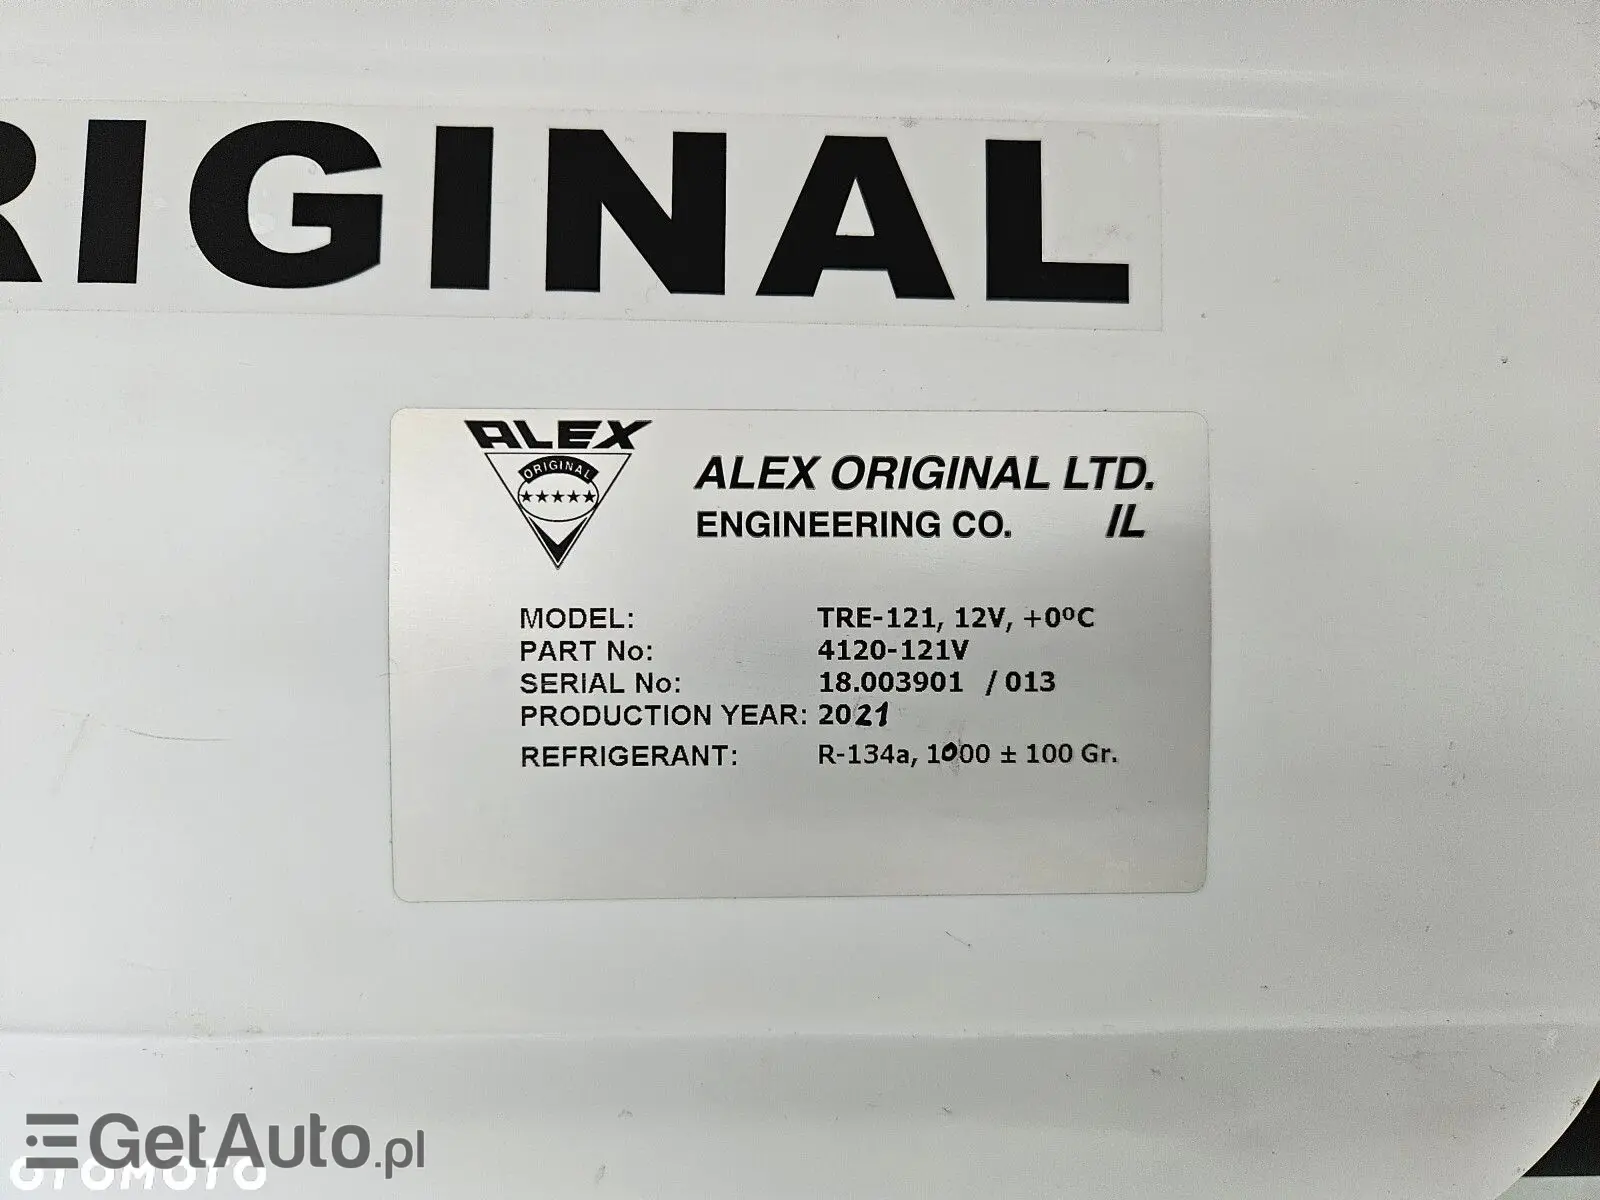 RIGINAL
ALEX
ORIGINAL
ALEX ORIGINAL LTD.
ENGINEERING CO. IL
MODEL: TRE-121, 12V, +0ºC
PART No: 4120-121V
SERIAL No: 18.003901 / 013
PRODUCTION YEAR: 2021
REFRIGERANT: R-134a, 1000 ± 100 Gr.
GetAuto.pl
OTOMOTO